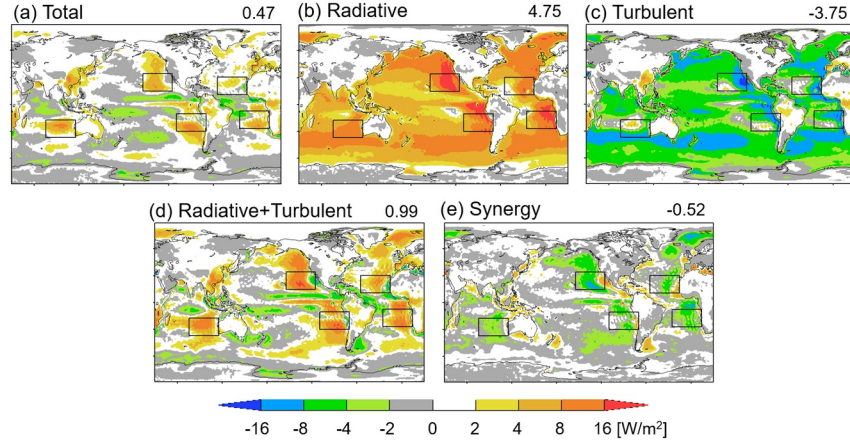 (a) Total 0.47
(b) Radiative 4.75
(c) Turbulent -3.75
(d) Radiative+Turbulent 0.99
(e) Synergy -0.52
-16 -8 -4 -2 0 2 4 8 16 [W/m²]